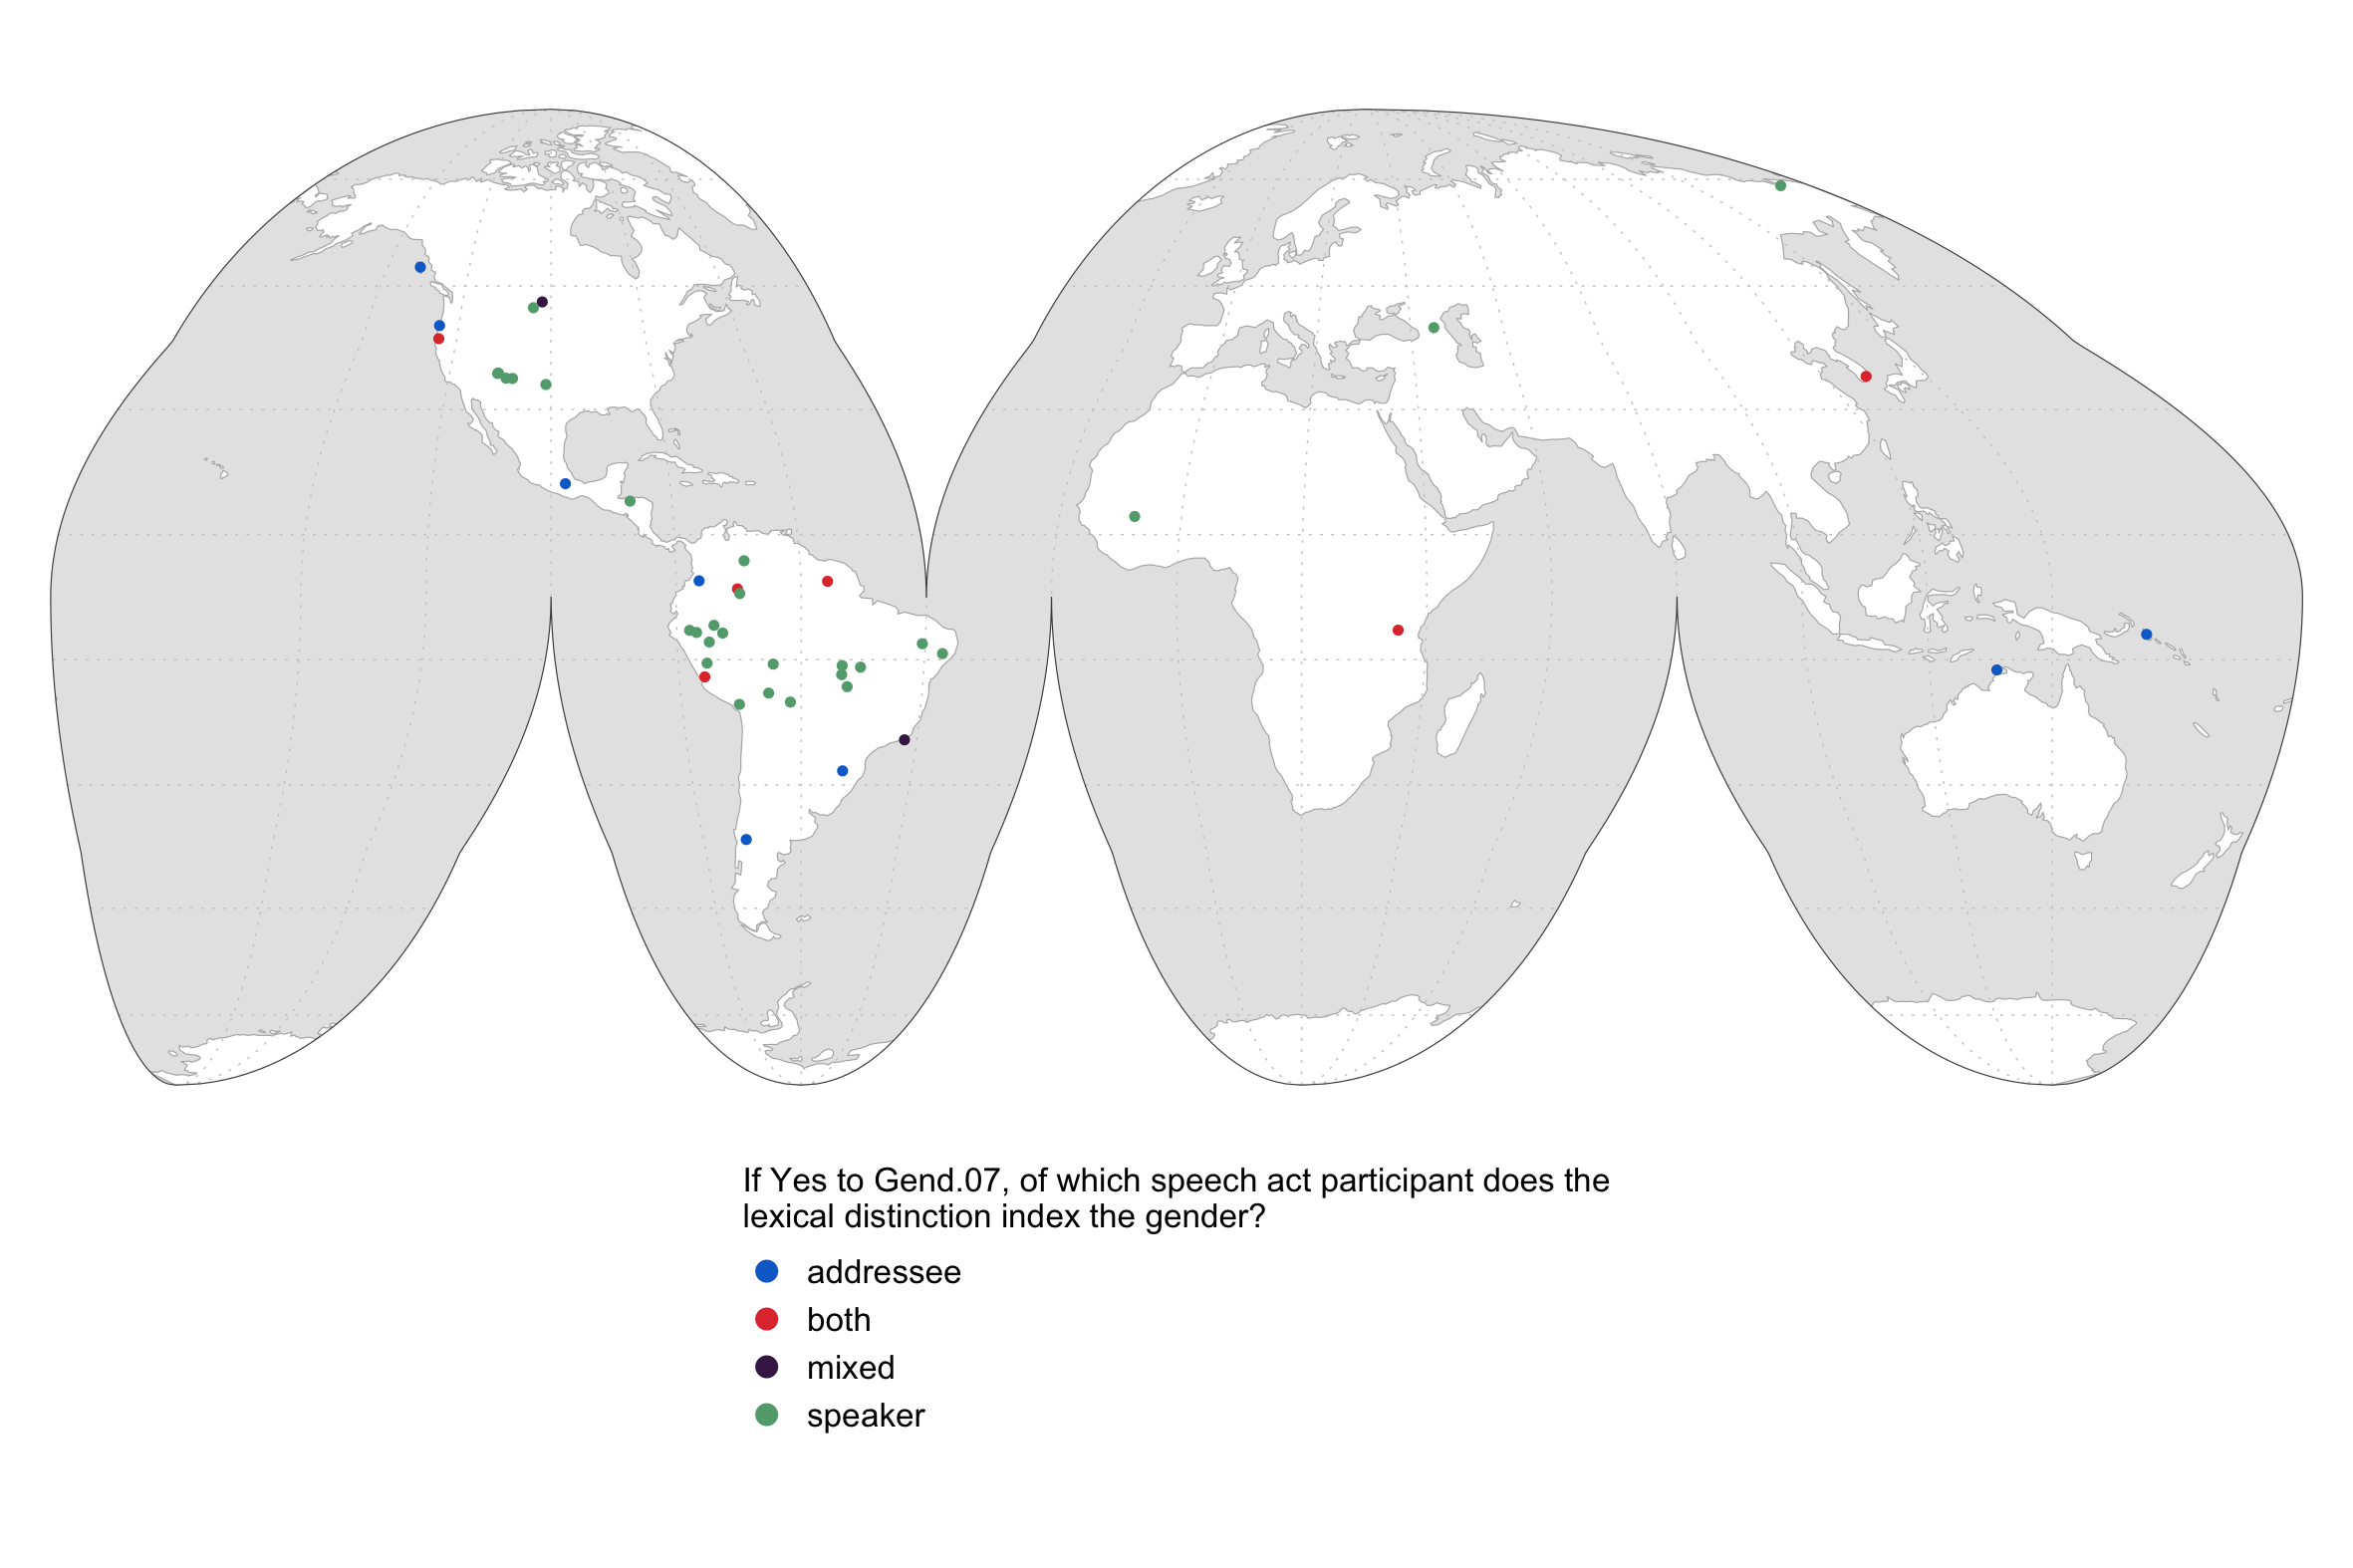 If Yes to Gend.07, of which speech act participant does the
lexical distinction index the gender?
addressee
both
mixed
speaker